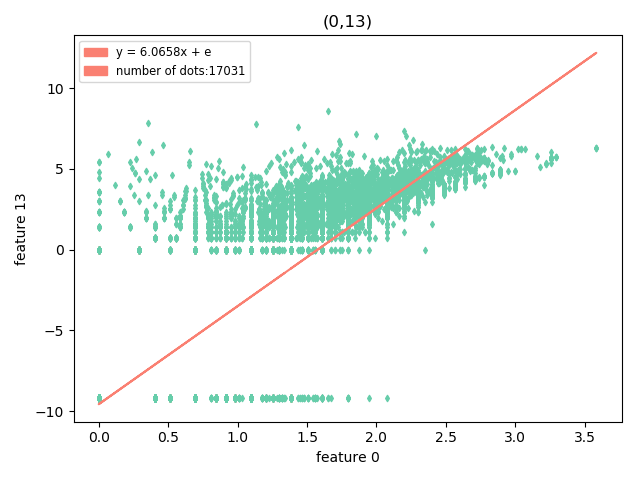 (0,13)
y = 6.0658x + e
number of dots:17031
10
5
0
−5
−10
feature 13
0.0 0.5 1.0 1.5 2.0 2.5 3.0 3.5
feature 0